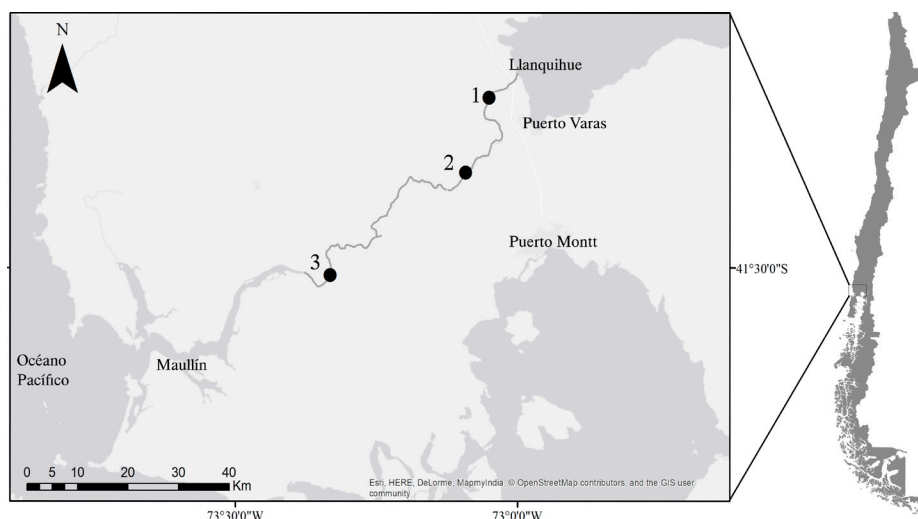 N
Llanquihue
1
Puerto Varas
2
Puerto Montt
3
41°30'0"S
Océano
Pacífico
Maullín
0 5 10 20 30 40
Km
Esri, HERE, DeLorme, MapmyIndia, © OpenStreetMap contributors, and the GIS user
community
73°30'0"W
73°0'0"W